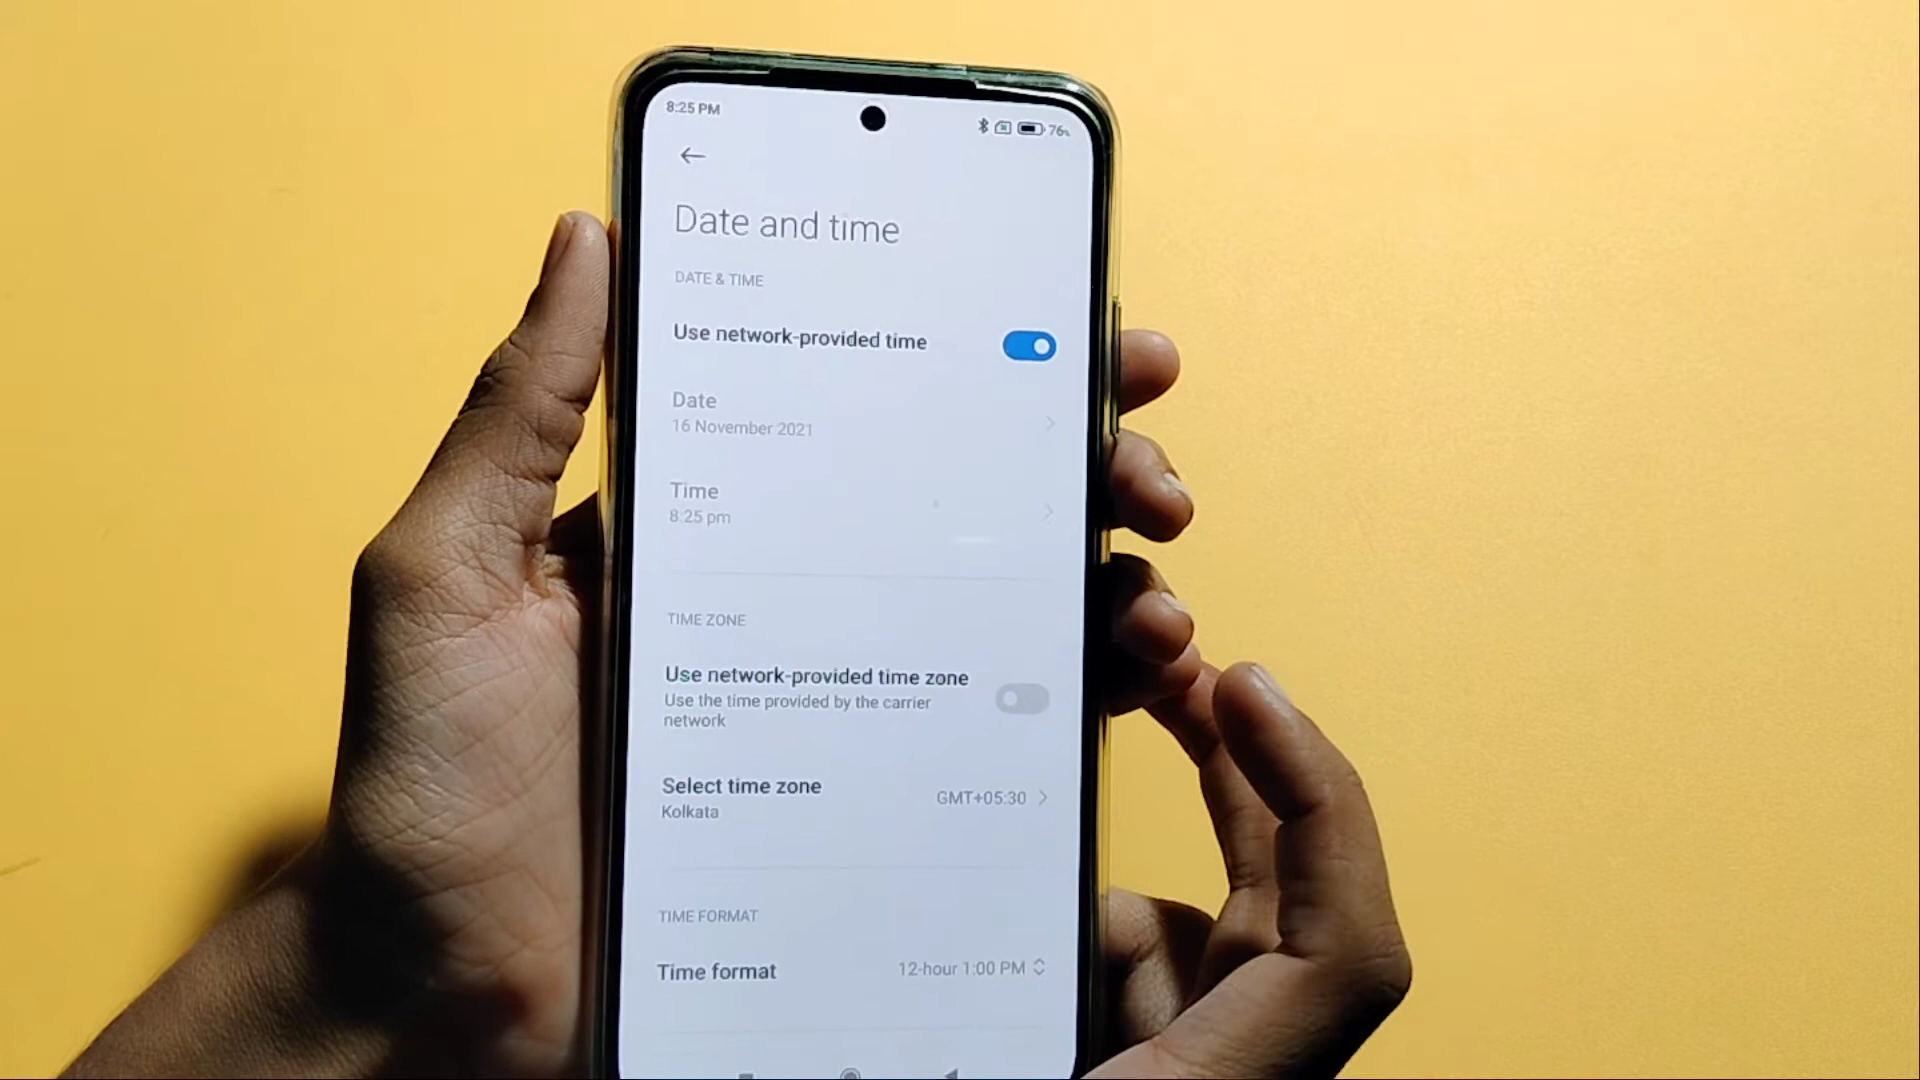 8:25 PM
76%
Date and time
DATE & TIME
Use network-provided time
Date
16 November 2021
Time
8:25 pm
TIME ZONE
Use network-provided time zone
Use the time provided by the carrier
network
Select time zone
Kolkata
GMT+05:30
TIME FORMAT
Time format
12-hour 1:00 PM